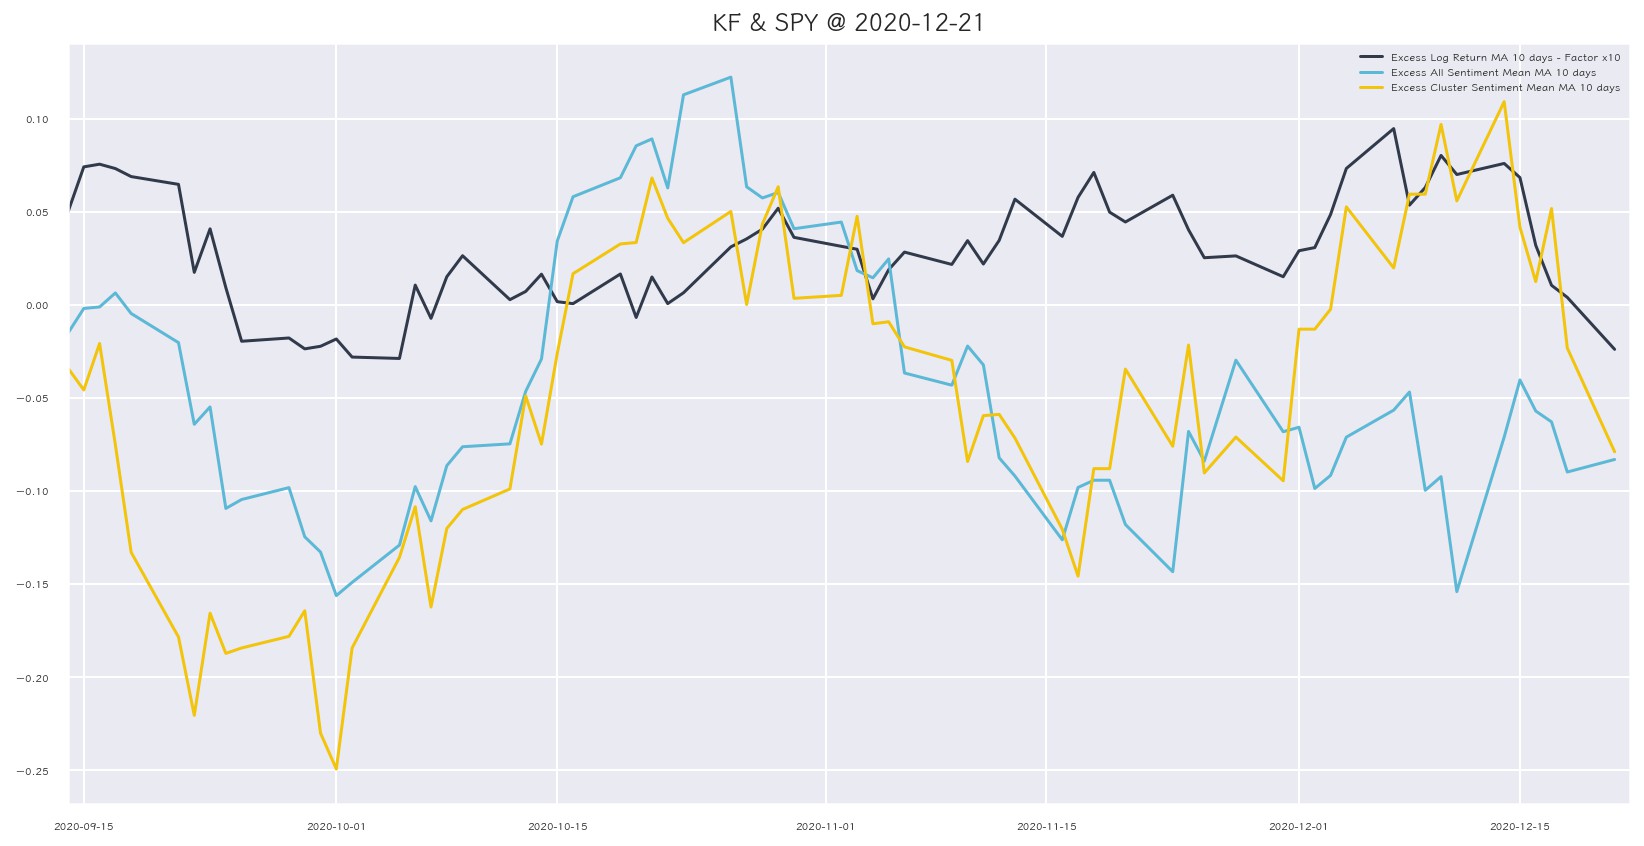 KF & SPY @ 2020-12-21
Excess Log Return MA 10 days - Factor x10
Excess All Sentiment Mean MA 10 days
Excess Cluster Sentiment Mean MA 10 days
0.10
0.05
0.00
−0.05
−0.10
−0.15
−0.20
−0.25
2020-09-15 2020-10-01 2020-10-15 2020-11-01 2020-11-15 2020-12-01 2020-12-15